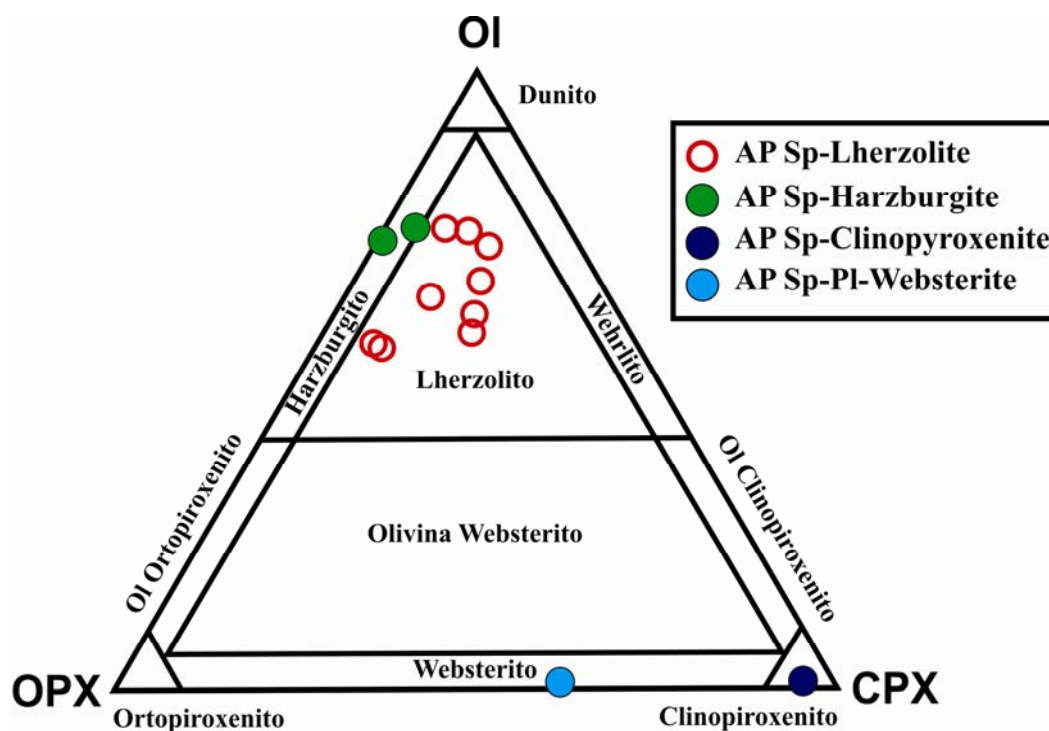 Ol
Dunito
AP Sp-Lherzolite
AP Sp-Harzburgite
AP Sp-Clinopyroxenite
AP Sp-Pl-Websterite
Harzburgito
Wehrlito
Lherzolito
Ol Ortopiroxenito
Ol Clinopiroxenito
Olivina Websterito
Websterito
OPX
CPX
Ortopiroxenito
Clinopiroxenito